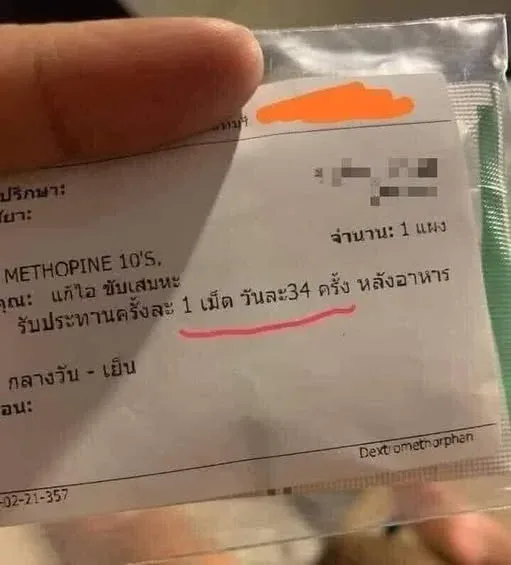 ปรึกษา:
METHOPINE 10'S,
จำนวน: 1 แผง
คุณ: แก้ไอ ขับเสมหะ
รับประทานครั้งละ 1 เม็ด วันละ34 ครั้ง หลังอาหาร
กลางวัน - เย็น
อน:
Dextromethorphan
-02-21-357